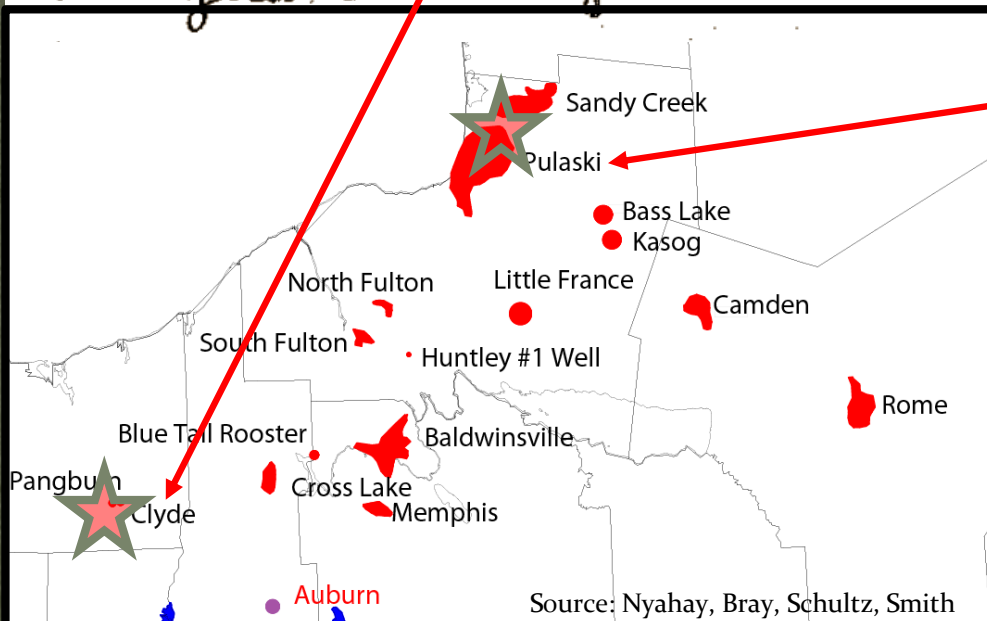 Sandy Creek
Pulaski
Bass Lake
Kasog
North Fulton
Little France
Camden
South Fulton
Huntley #1 Well
Rome
Blue Tail Rooster
Baldwinsville
Pangburn
Cross Lake
Clyde
Memphis
Auburn
Source: Nyahay, Bray, Schultz, Smith